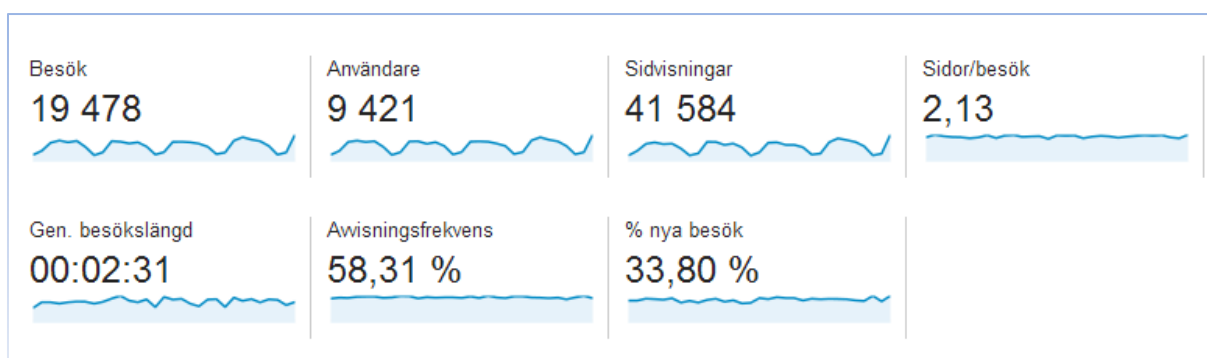 Besök
19 478
Användare
9 421
Sidvisningar
41 584
Sidor/besök
2,13
Gen. besökslängd
00:02:31
Avvisningsfrekvens
58,31 %
% nya besök
33,80 %